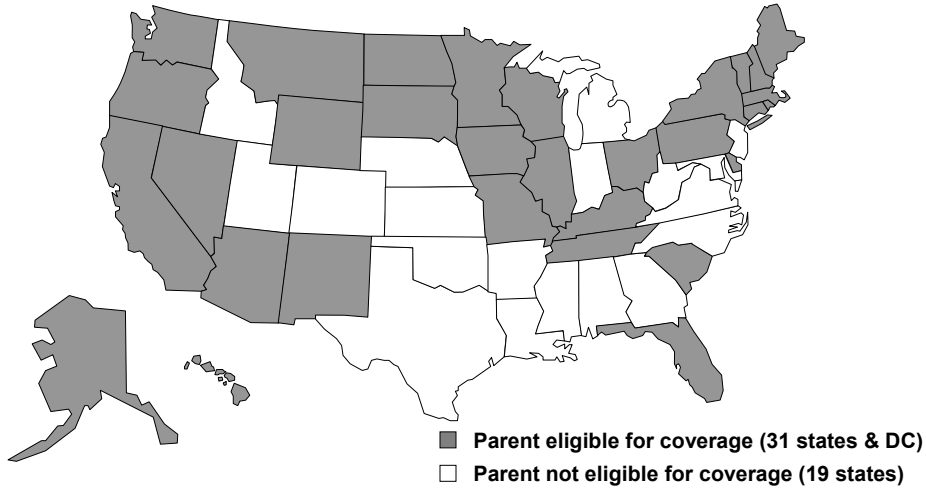 Parent eligible for coverage (31 states & DC)
Parent not eligible for coverage (19 states)